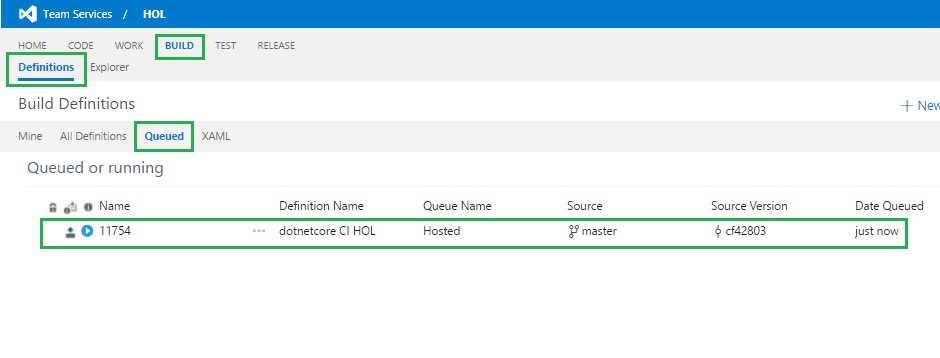 Team Services / HOL
HOME CODE WORK BUILD TEST RELEASE
Definitions Explorer
Build Definitions
+ New
Mine All Definitions Queued XAML
Queued or running
Name Definition Name Queue Name Source Source Version Date Queued
11754 ··· dotnetcore CI HOL Hosted master cf42803 just now